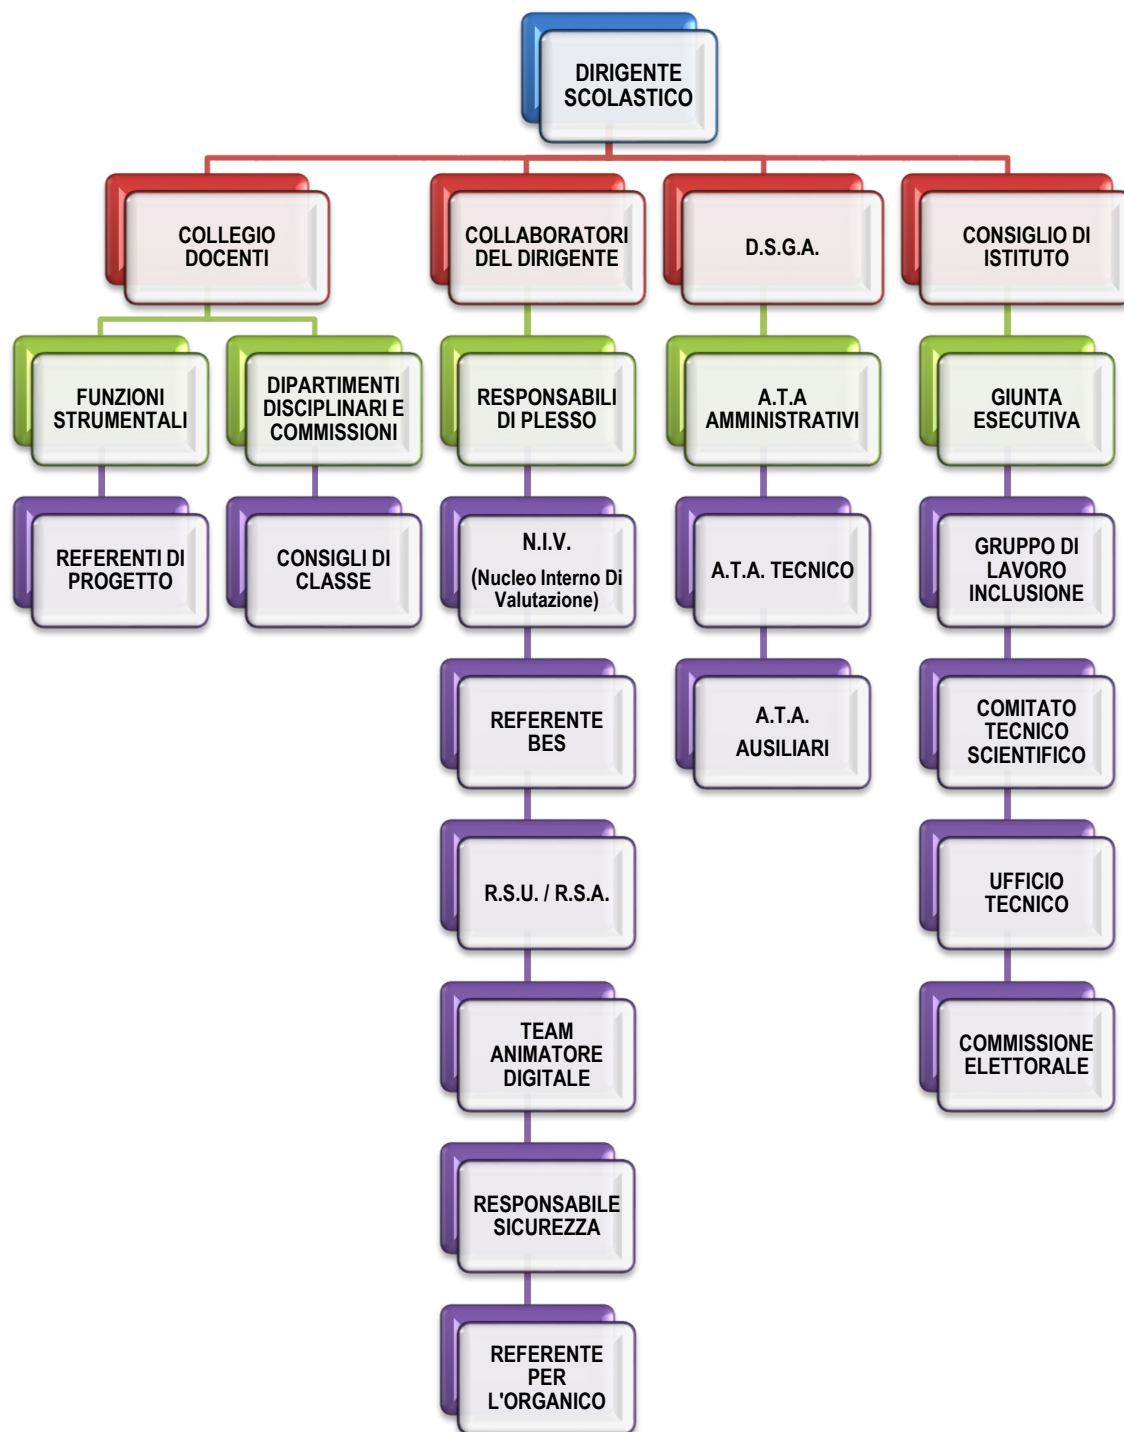 DIRIGENTE
SCOLASTICO
COLLEGIO
DOCENTI
COLLABORATORI
DEL DIRIGENTE
D.S.G.A.
CONSIGLIO DI
ISTITUTO
FUNZIONI
STRUMENTALI
DIPARTIMENTI
DISCIPLINARI E
COMMISSIONI
RESPONSABILI
DI PLESSO
A.T.A
AMMINISTRATIVI
GIUNTA
ESECUTIVA
REFERENTI DI
PROGETTO
CONSIGLI DI
CLASSE
N.I.V.
(Nucleo Interno Di
Valutazione)
A.T.A. TECNICO
GRUPPO DI
LAVORO
INCLUSIONE
REFERENTE
BES
A.T.A.
AUSILIARI
COMITATO
TECNICO
SCIENTIFICO
R.S.U. / R.S.A.
UFFICIO
TECNICO
TEAM
ANIMATORE
DIGITALE
COMMISSIONE
ELETTORALE
RESPONSABILE
SICUREZZA
REFERENTE
PER
L'ORGANICO